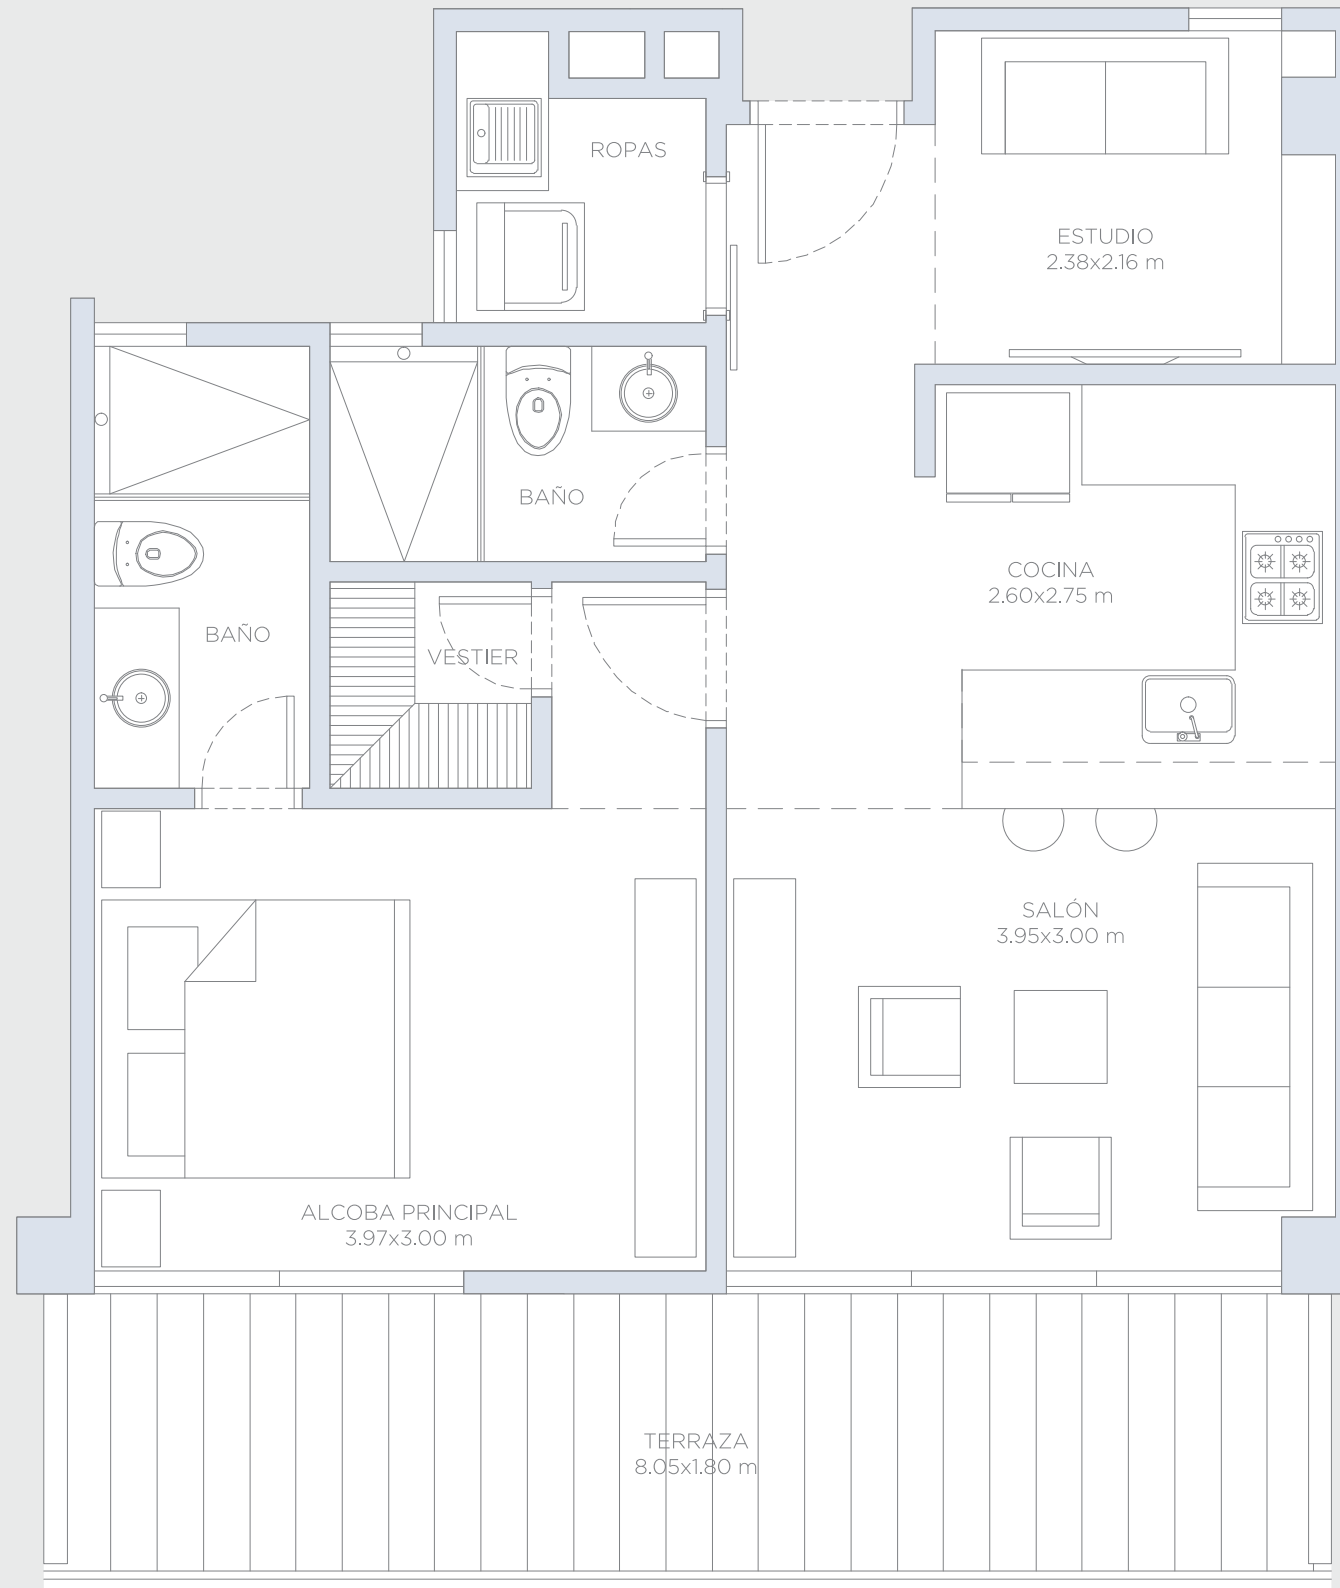 ROPAS
ESTUDIO
2.38x2.16 m
BAÑO
COCINA
2.60x2.75 m
BAÑO
VESTIER
SALÓN
3.95x3.00 m
ALCOBA PRINCIPAL
3.97x3.00 m
TERRAZA
8.05x1.80 m